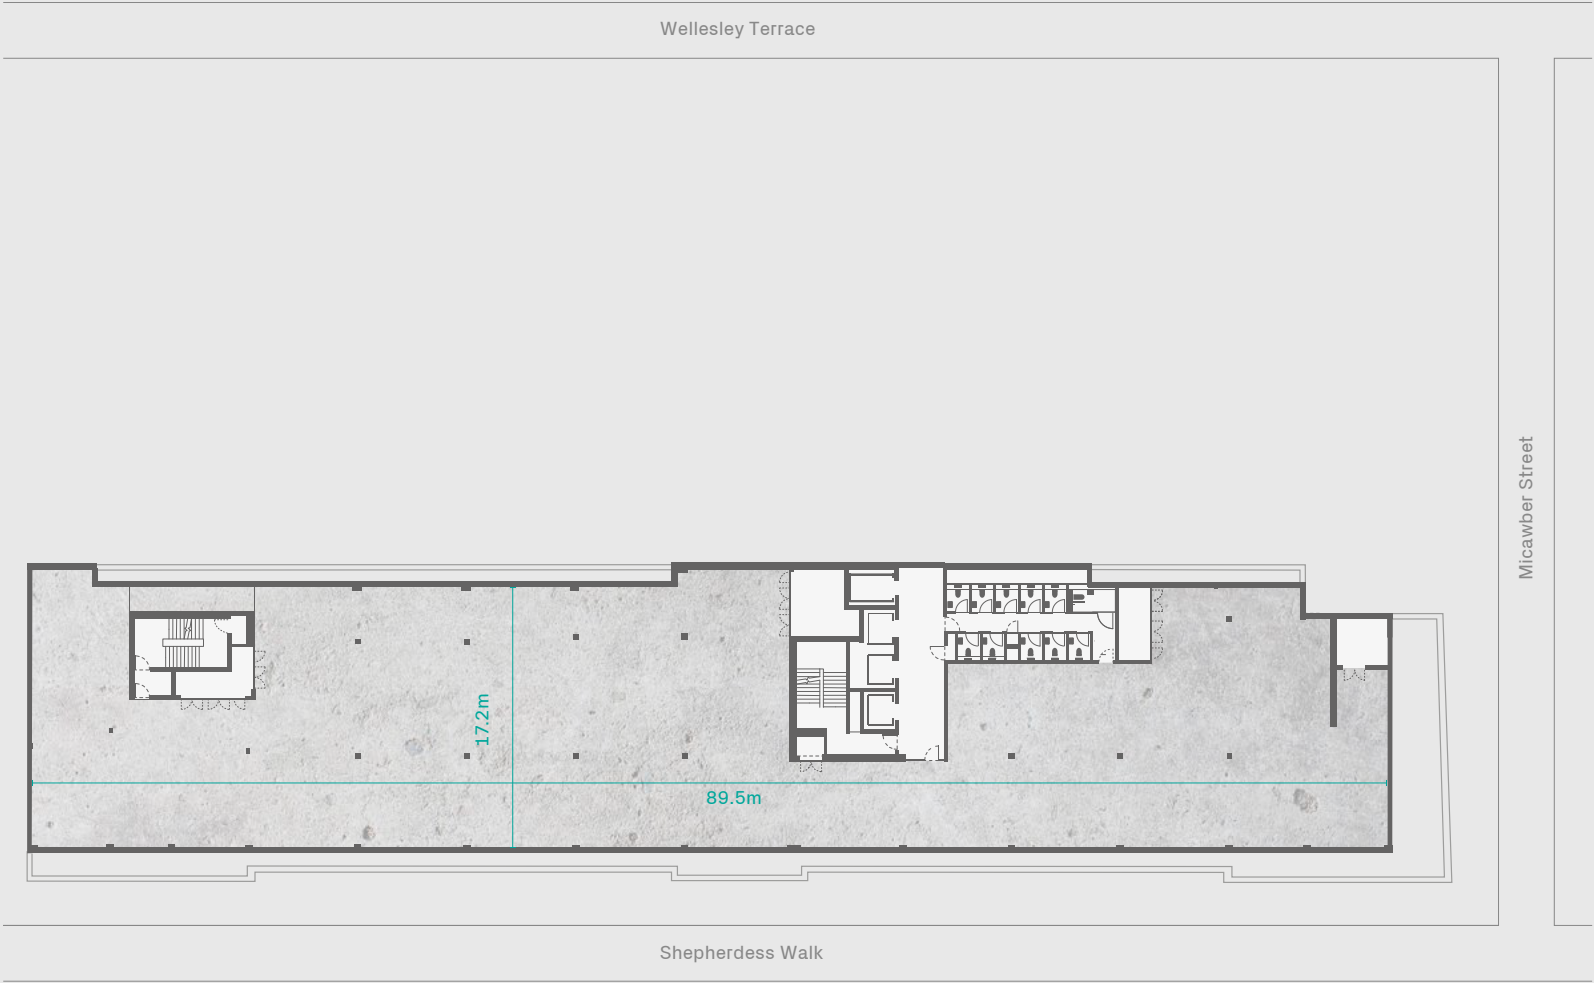 Wellesley Terrace
Micawber Street
17.2m
89.5m
Shepherdess Walk